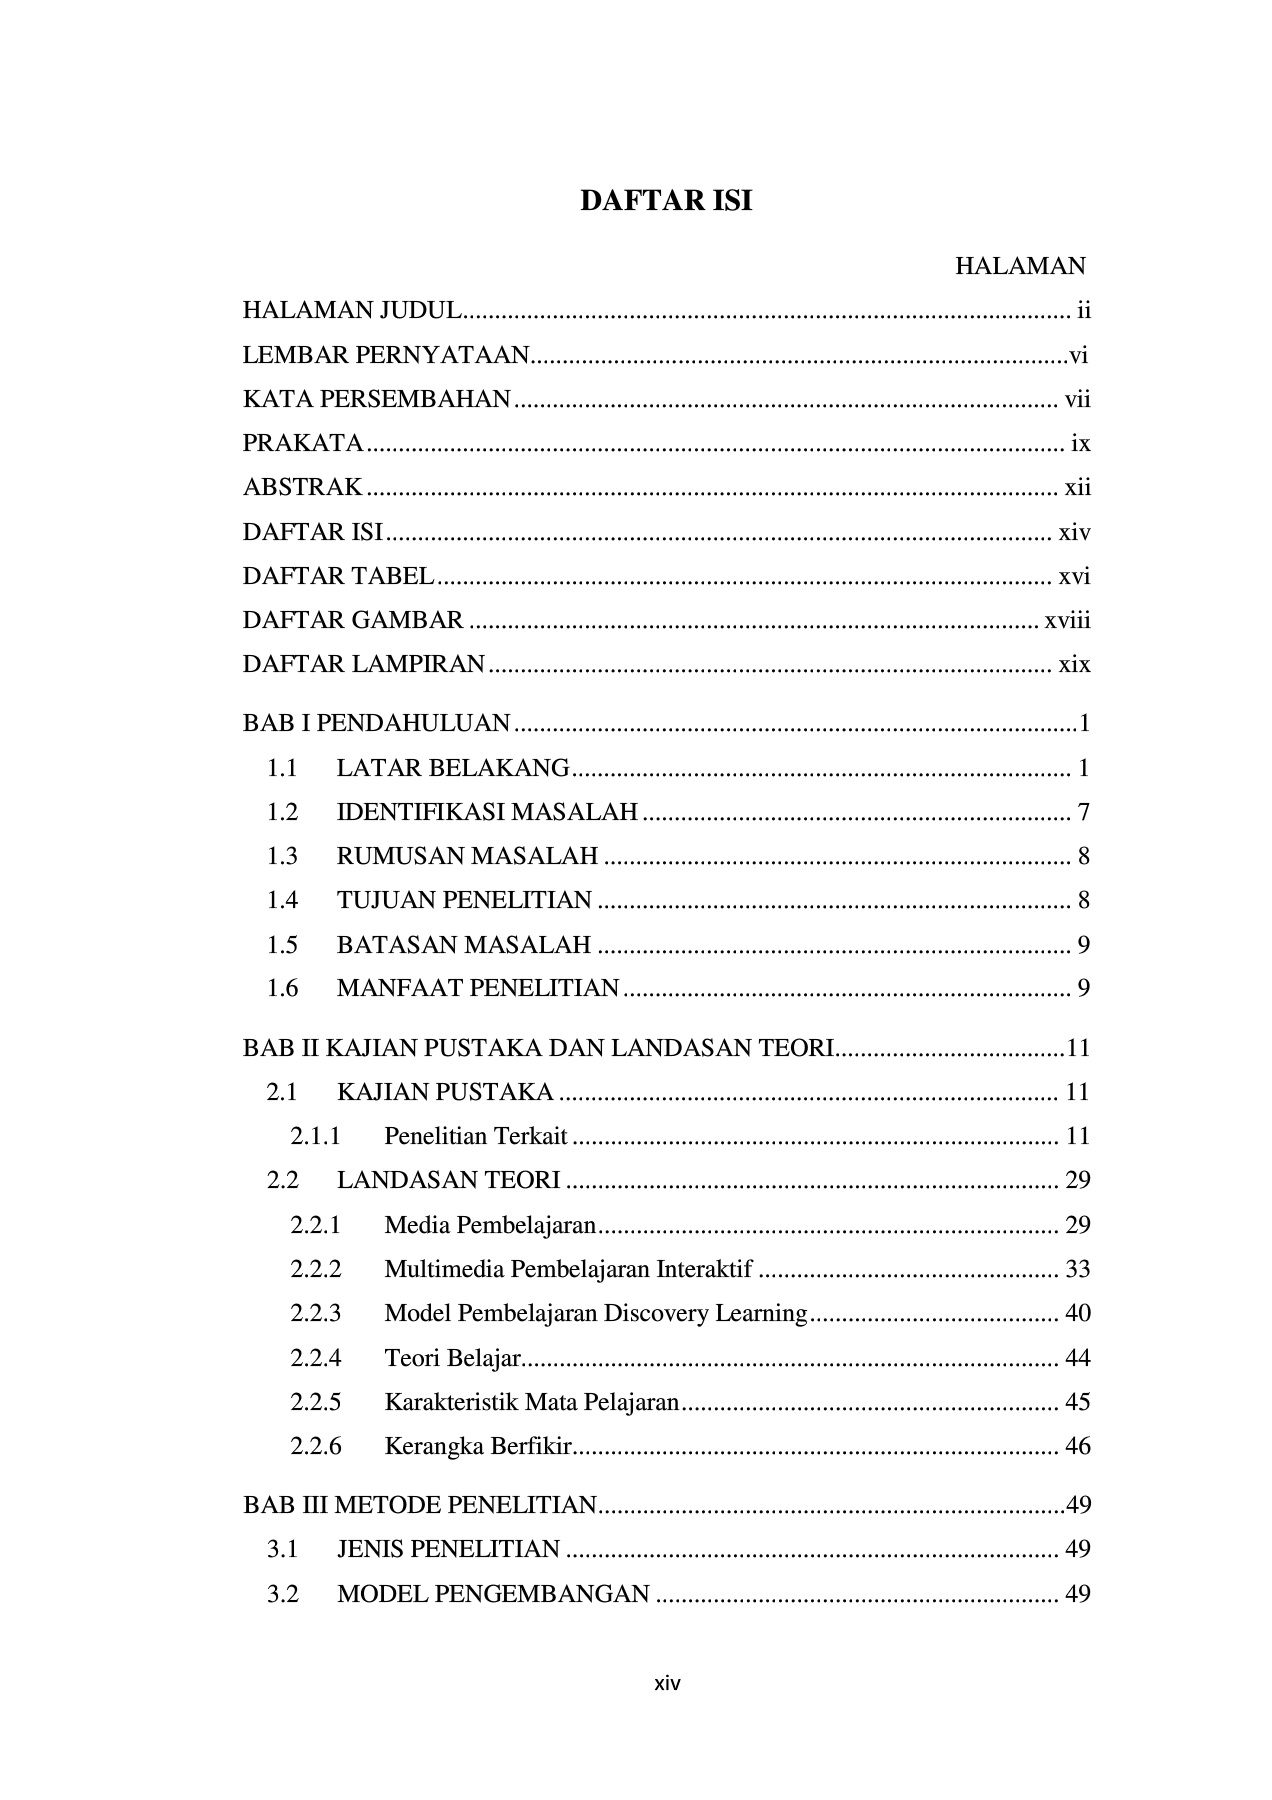 DAFTAR ISI
HALAMAN
HALAMAN JUDUL ii
LEMBAR PERNYATAAN vi
KATA PERSEMBAHAN vii
PRAKATA ix
ABSTRAK xii
DAFTAR ISI xiv
DAFTAR TABEL xvi
DAFTAR GAMBAR xviii
DAFTAR LAMPIRAN xix
BAB I PENDAHULUAN 1
1.1 LATAR BELAKANG 1
1.2 IDENTIFIKASI MASALAH 7
1.3 RUMUSAN MASALAH 8
1.4 TUJUAN PENELITIAN 8
1.5 BATASAN MASALAH 9
1.6 MANFAAT PENELITIAN 9
BAB II KAJIAN PUSTAKA DAN LANDASAN TEORI 11
2.1 KAJIAN PUSTAKA 11
2.1.1 Penelitian Terkait 11
2.2 LANDASAN TEORI 29
2.2.1 Media Pembelajaran 29
2.2.2 Multimedia Pembelajaran Interaktif 33
2.2.3 Model Pembelajaran Discovery Learning 40
2.2.4 Teori Belajar 44
2.2.5 Karakteristik Mata Pelajaran 45
2.2.6 Kerangka Berfikir 46
BAB III METODE PENELITIAN 49
3.1 JENIS PENELITIAN 49
3.2 MODEL PENGEMBANGAN 49
xiv